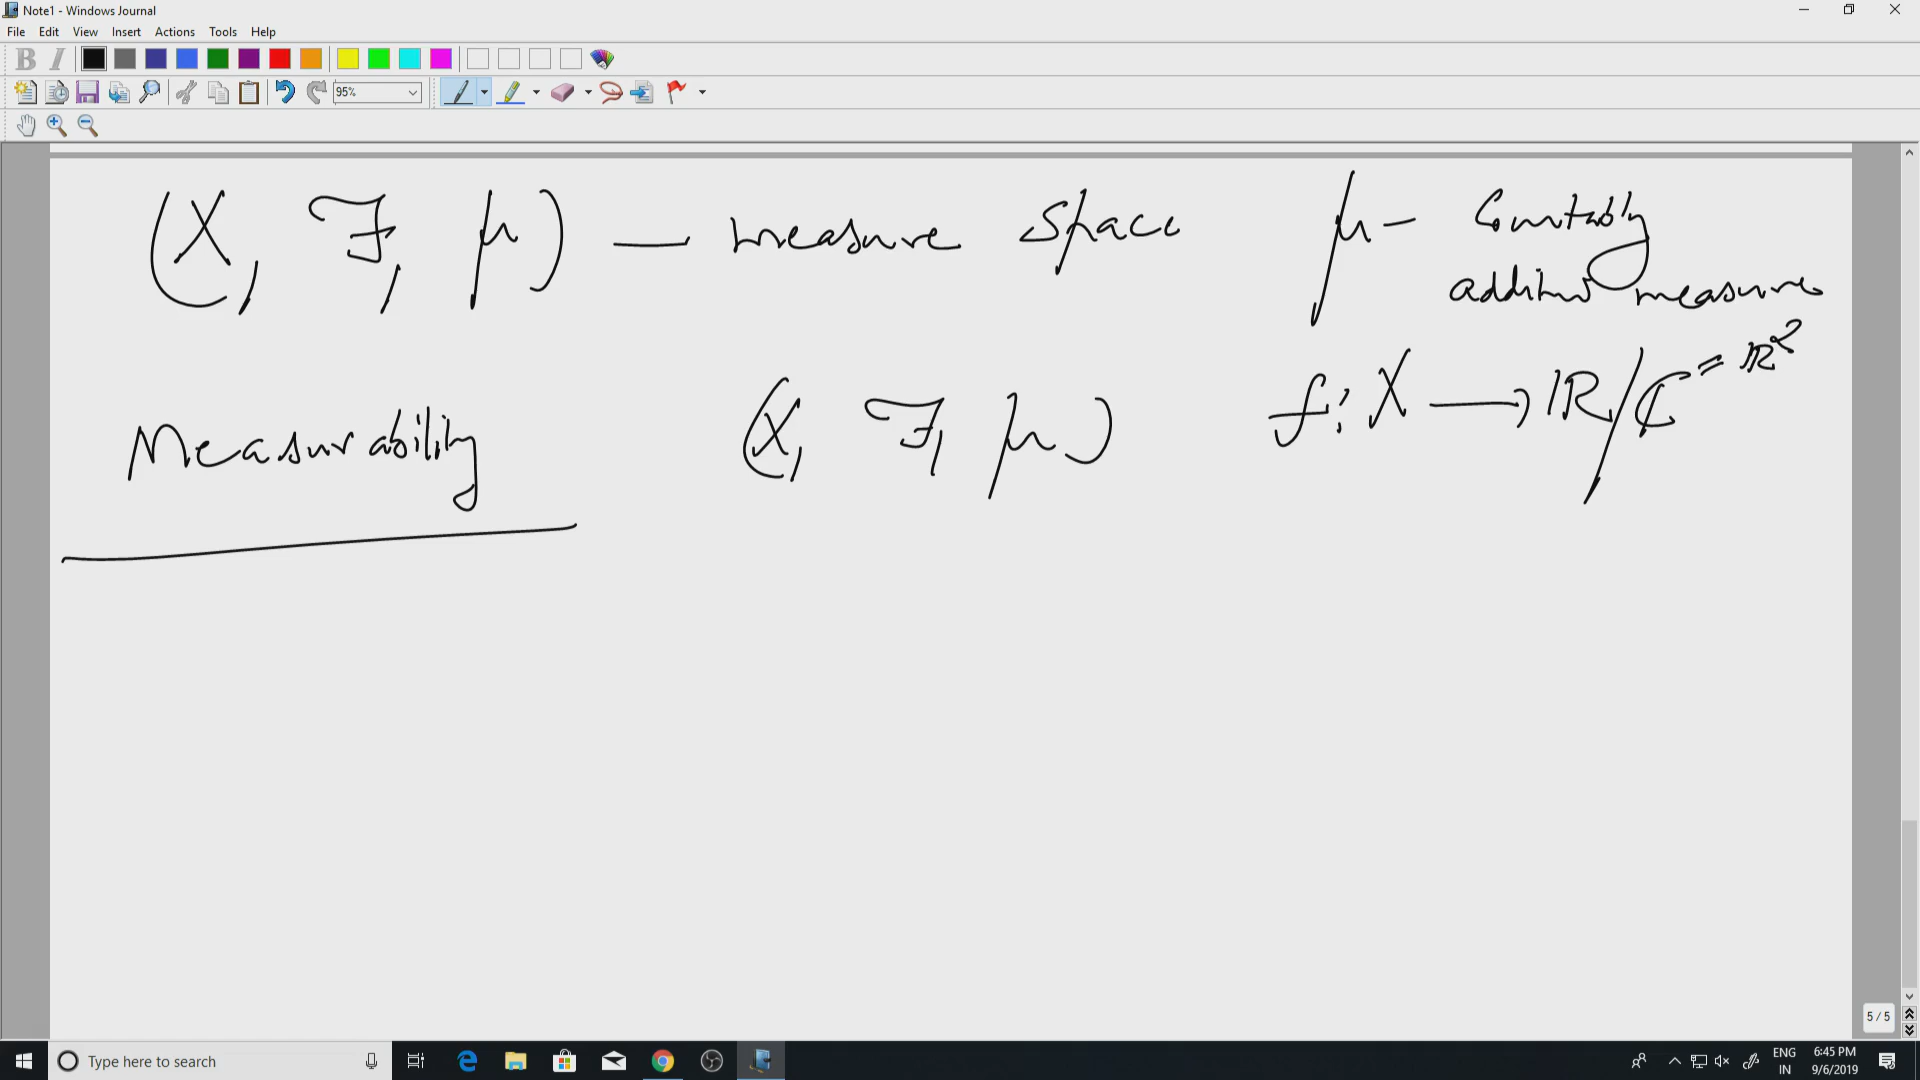 Note1 - Windows Journal
File Edit View Insert Actions Tools Help
B I
95%
(X, ℱ, μ) — measure space μ - Countably
additive measure
Measurability (X, ℱ, μ) f: X ⟶ ℝ/ℂ = ℝ²
5 / 5
Type here to search
ENG
IN
6:45 PM
9/6/2019